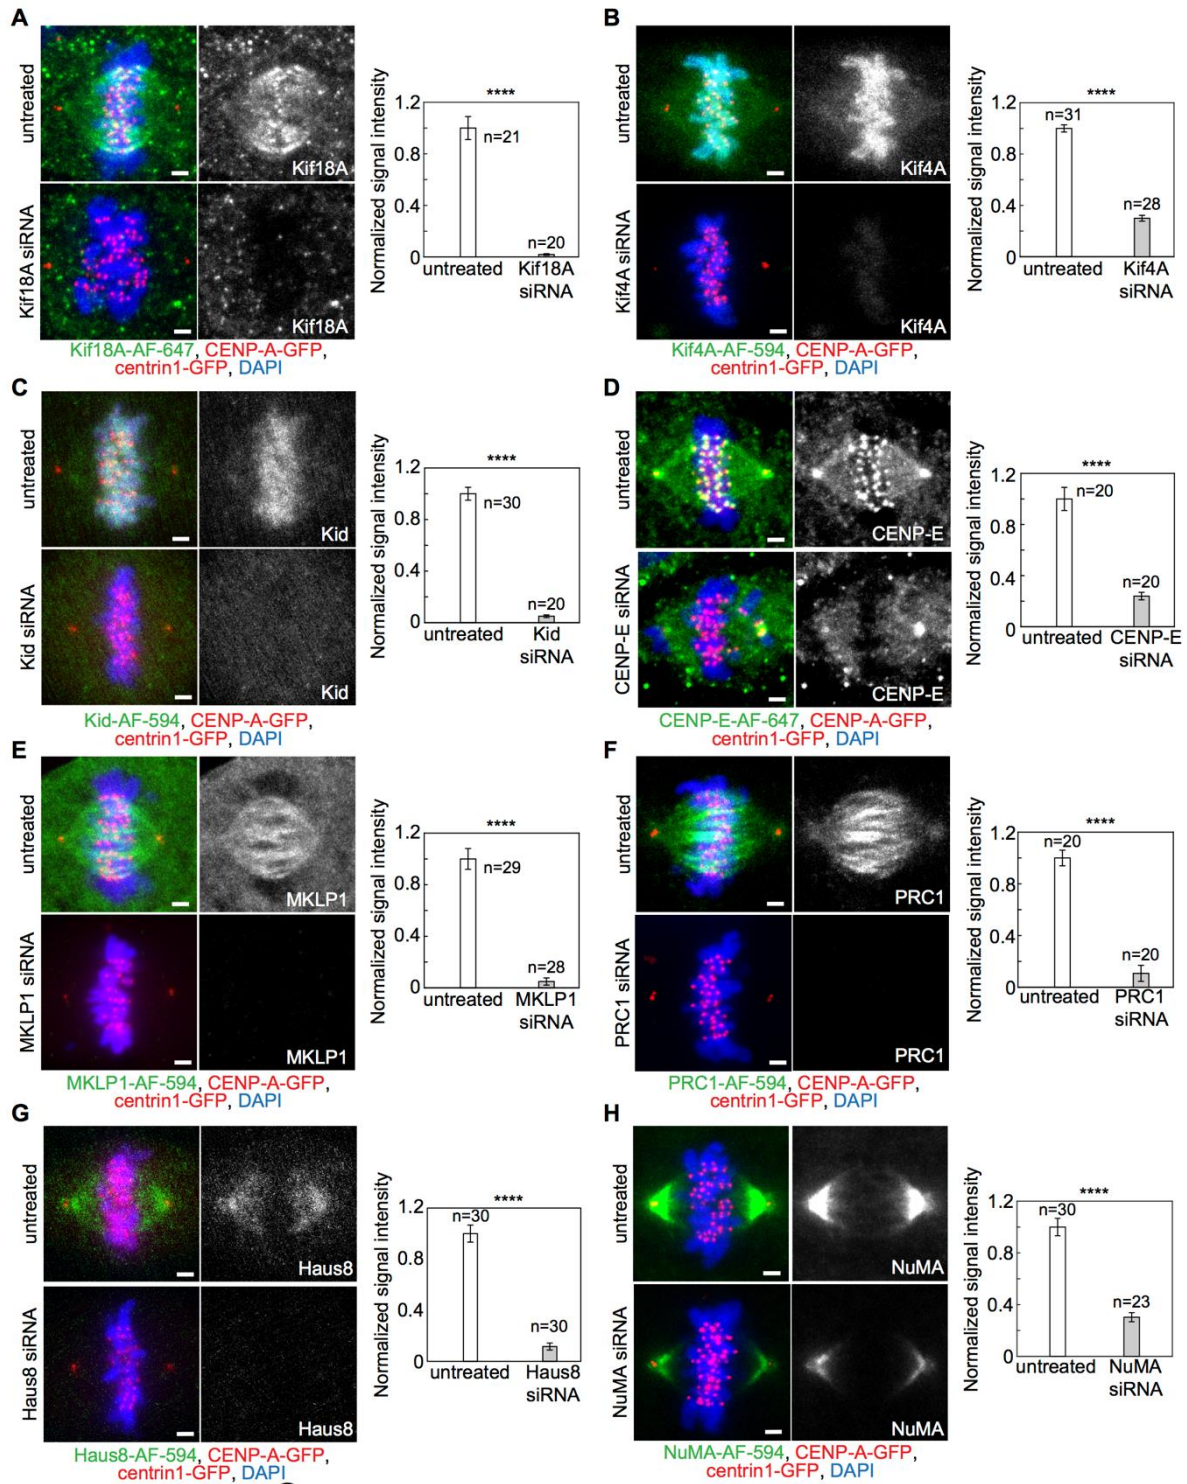 A
untreated
Kif18A
Kif18A siRNA
Kif18A
Kif18A-AF-647, CENP-A-GFP,
centrin1-GFP, DAPI
Normalized signal intensity
1.2
0.8
0.4
0
****
n=21
n=20
untreated Kif18A
siRNA
B
untreated
Kif4A
Kif4A siRNA
Kif4A
Kif4A-AF-594, CENP-A-GFP,
centrin1-GFP, DAPI
Normalized signal intensity
1.2
0.8
0.4
0
****
n=31
n=28
untreated Kif4A
siRNA
C
untreated
Kid
Kid siRNA
Kid
Kid-AF-594, CENP-A-GFP,
centrin1-GFP, DAPI
Normalized signal intensity
1.2
0.8
0.4
0
****
n=30
n=20
untreated Kid
siRNA
D
untreated
CENP-E
CENP-E siRNA
CENP-E
CENP-E-AF-647, CENP-A-GFP,
centrin1-GFP, DAPI
Normalized signal intensity
1.2
0.8
0.4
0
****
n=20
n=20
untreated CENP-E
siRNA
E
untreated
MKLP1
MKLP1 siRNA
MKLP1
MKLP1-AF-594, CENP-A-GFP,
centrin1-GFP, DAPI
Normalized signal intensity
1.2
0.8
0.4
0
****
n=29
n=28
untreated MKLP1
siRNA
F
untreated
PRC1
PRC1 siRNA
PRC1
PRC1-AF-594, CENP-A-GFP,
centrin1-GFP, DAPI
Normalized signal intensity
1.2
0.8
0.4
0
****
n=20
n=20
untreated PRC1
siRNA
G
untreated
Haus8
Haus8 siRNA
Haus8
Haus8-AF-594, CENP-A-GFP,
centrin1-GFP, DAPI
Normalized signal intensity
1.2
0.8
0.4
0
****
n=30
n=30
untreated Haus8
siRNA
H
untreated
NuMA
NuMA siRNA
NuMA
NuMA-AF-594, CENP-A-GFP,
centrin1-GFP, DAPI
Normalized signal intensity
1.2
0.8
0.4
0
****
n=30
n=23
untreated NuMA
siRNA